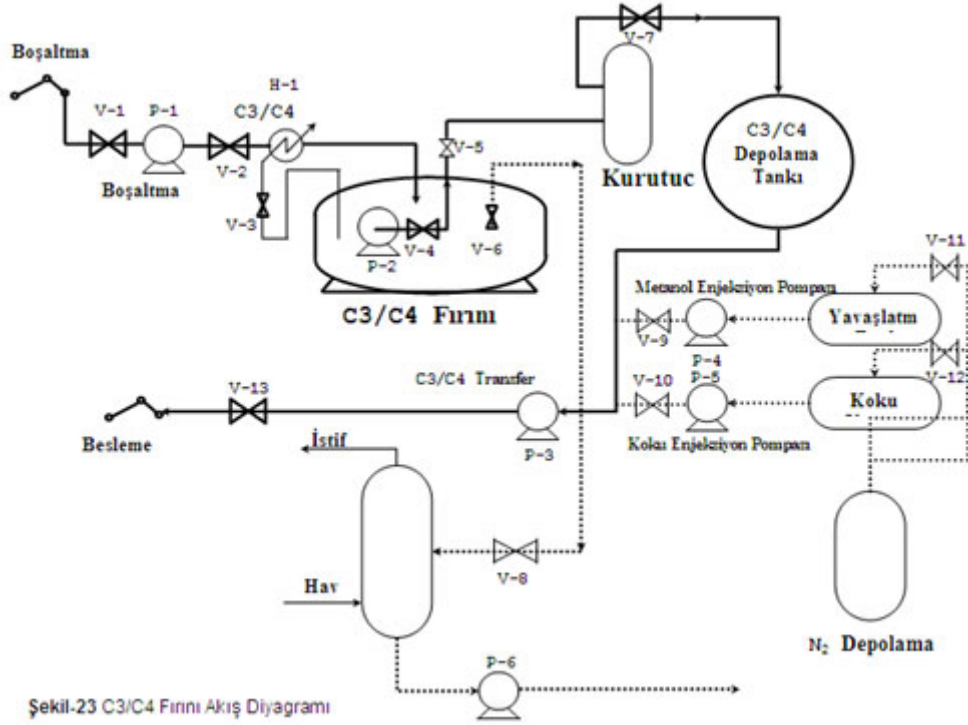 V-7
Boşaltma
H-1
C3/C4
V-1
P-1
V-2
V-5
C3/C4
Depolama
Tankı
Boşaltma
Kurutuc
V-3
V-4
V-6
P-2
V-11
C3/C4 Fırını
Metanol Enjeksiyon Pompası
Yavaşlatm
V-9
P-4
V-12
V-13
C3/C4 Transfer
V-10
P-5
Koku
Besleme
İstif
P-3
Koku Enjeksiyon Pompası
V-8
Hav
N2 Depolama
P-6
Şekil-23 C3/C4 Fırını Akış Diyagramı